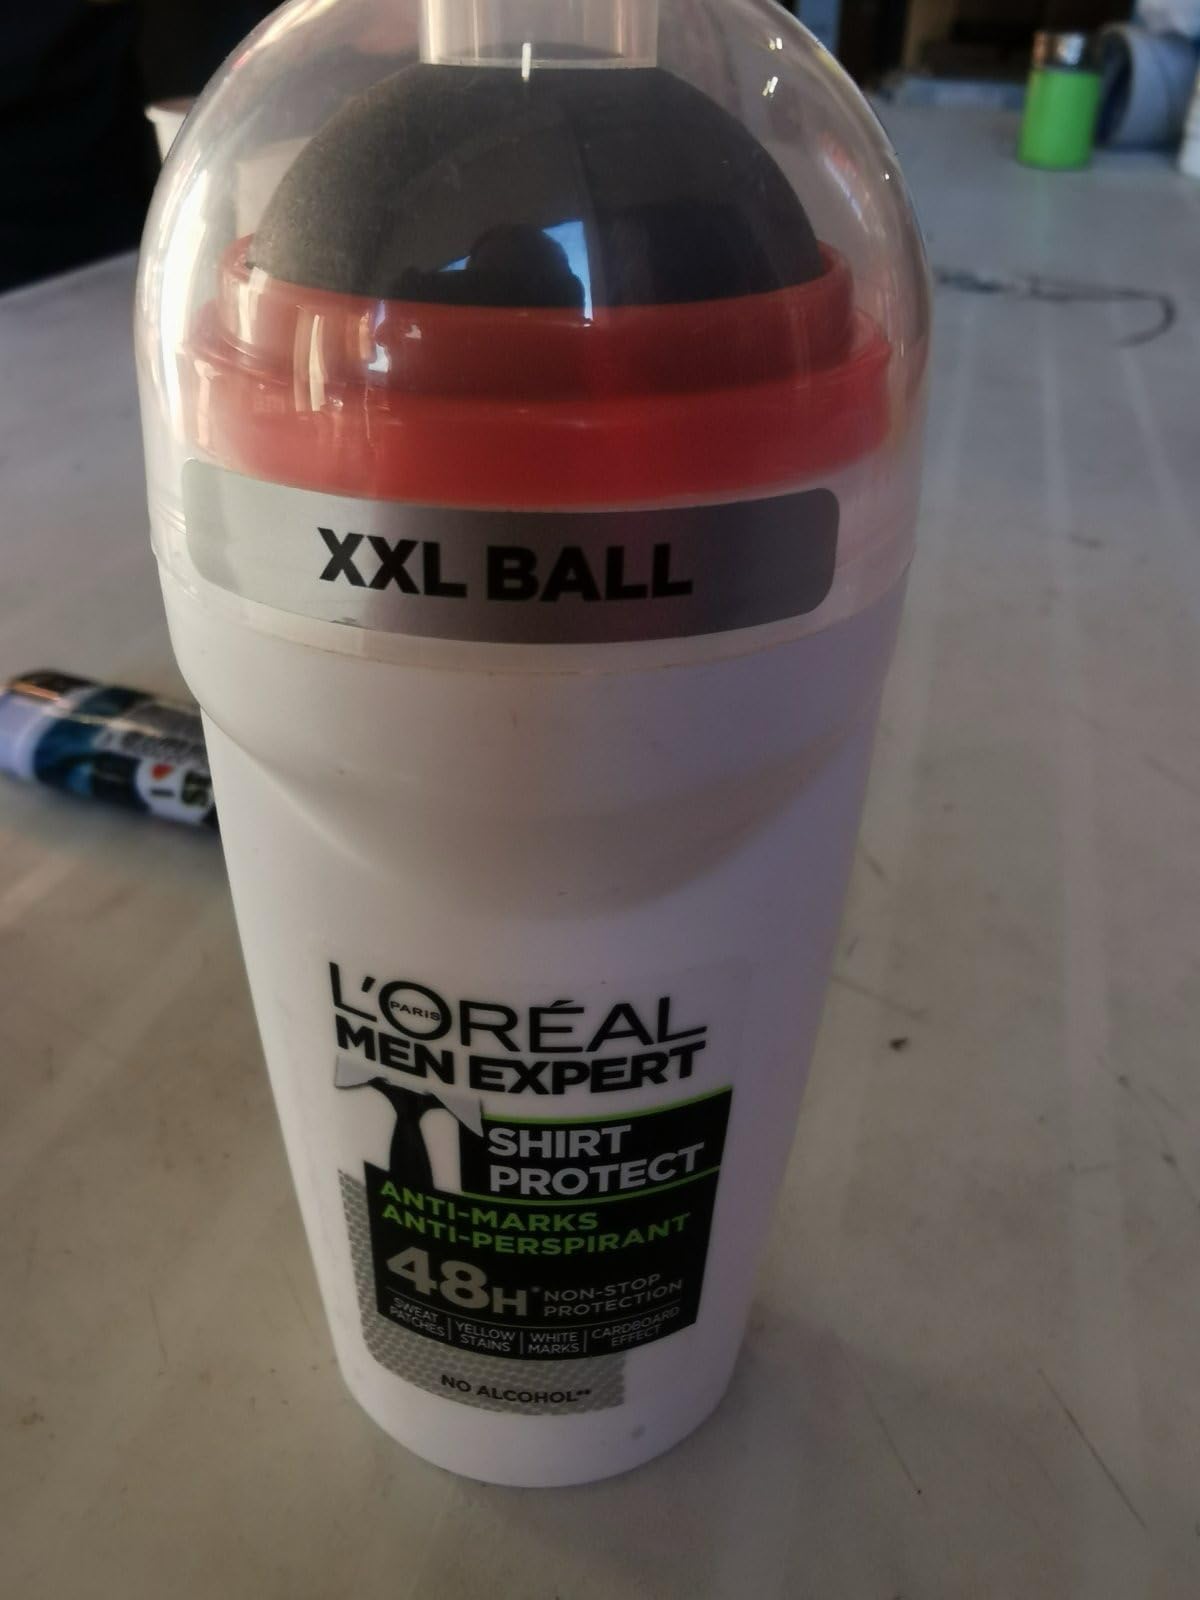 XXL BALL
L'ORÉAL
PARIS
MEN EXPERT
SHIRT
PROTECT
ANTI-MARKS
ANTI-PERSPIRANT
48H* NON-STOP
PROTECTION
SWEAT PATCHES | YELLOW STAINS | WHITE MARKS | CARDBOARD EFFECT
NO ALCOHOL**